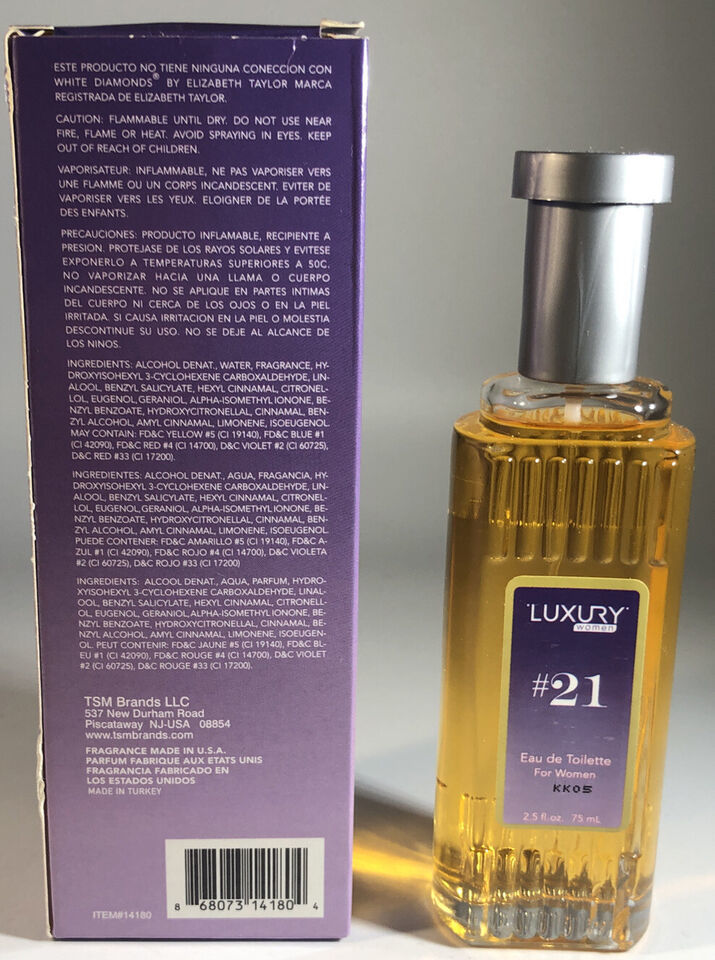 ESTE PRODUCTO NO TIENE NINGUNA CONECCION CON
WHITE DIAMONDS® BY ELIZABETH TAYLOR MARCA
REGISTRADA DE ELIZABETH TAYLOR.
CAUTION: FLAMMABLE UNTIL DRY. DO NOT USE NEAR
FIRE, FLAME OR HEAT. AVOID SPRAYING IN EYES. KEEP
OUT OF REACH OF CHILDREN.
VAPORISATEUR: INFLAMMABLE, NE PAS VAPORISER VERS
UNE FLAMME OU UN CORPS INCANDESCENT. EVITER DE
VAPORISER VERS LES YEUX. ELOIGNER DE LA PORTÉE
DES ENFANTS.
PRECAUCIONES: PRODUCTO INFLAMABLE, RECIPIENTE A
PRESION. PROTEJASE DE LOS RAYOS SOLARES Y EVITESE
EXPONERLO A TEMPERATURAS SUPERIORES A 50C.
NO VAPORIZAR HACIA UNA LLAMA O CUERPO
INCANDESCENTE. NO SE APLIQUE EN PARTES INTIMAS
DEL CUERPO NI CERCA DE LOS OJOS O EN LA PIEL
IRRITADA. SI CAUSA IRRITACION EN LA PIEL O MOLESTIA
DESCONTINUE SU USO. NO SE DEJE AL ALCANCE DE
LOS NINOS.
INGREDIENTS: ALCOHOL DENAT., WATER, FRAGRANCE, HY-
DROXYISOHEXYL 3-CYCLOHEXENE CARBOXALDEHYDE, LIN-
ALOOL, BENZYL SALICYLATE, HEXYL CINNAMAL, CITRONEL-
LOL, EUGENOL,GERANIOL, ALPHA-ISOMETHYL IONONE, BE-
NZYL BENZOATE, HYDROXYCITRONELLAL, CINNAMAL, BEN-
ZYL ALCOHOL, AMYL CINNAMAL, LIMONENE, ISOEUGENOL.
MAY CONTAIN: FD&C YELLOW #5 (CI 19140), FD&C BLUE #1
(CI 42090), FD&C RED #4 (CI 14700), D&C VIOLET #2 (CI 60725),
D&C RED #33 (CI 17200).
INGREDIENTES: ALCOHOL DENAT., AGUA, FRAGANCIA, HY-
DROXYISOHEXYL 3-CYCLOHEXENE CARBOXALDEHYDE, LIN-
ALOOL, BENZYL SALICYLATE, HEXYL CINNAMAL, CITRONEL-
LOL, EUGENOL,GERANIOL, ALPHA-ISOMETHYL IONONE, BE-
NZYL BENZOATE, HYDROXYCITRONELLAL, CINNAMAL, BEN-
ZYL ALCOHOL, AMYL CINNAMAL, LIMONENE, ISOEUGENOL.
PUEDE CONTENER: FD&C AMARILLO #5 (CI 19140), FD&C A-
ZUL #1 (CI 42090), FD&C ROJO #4 (CI 14700), D&C VIOLETA
#2 (CI 60725), D&C ROJO #33 (CI 17200)
INGREDIENTS: ALCOOL DENAT., AQUA, PARFUM, HYDRO-
XYISOHEXYL 3-CYCLOHEXENE CARBOXALDEHYDE, LINAL-
OOL, BENZYL SALICYLATE, HEXYL CINNAMAL, CITRONELL-
OL, EUGENOL, GERANIOL, ALPHA-ISOMETHYL IONONE, BE-
NZYL BENZOATE, HYDROXYCITRONELLAL, CINNAMAL, BE-
NZYL ALCOHOL, AMYL CINNAMAL, LIMONENE, ISOEUGEN-
OL. PEUT CONTENIR: FD&C JAUNE #5 (CI 19140), FD&C BL-
EU #1 (CI 42090), FD&C ROUGE #4 (CI 14700), D&C VIOLET
#2 (CI 60725), D&C ROUGE #33 (CI 17200).
TSM Brands LLC
537 New Durham Road
Piscataway NJ-USA 08854
www.tsmbrands.com
FRAGRANCE MADE IN U.S.A.
PARFUM FABRIQUE AUX ETATS UNIS
FRAGRANCIA FABRICADO EN
LOS ESTADOS UNIDOS
MADE IN TURKEY
ITEM#14180
8 68073 14180 4
LUXURY
women
#21
Eau de Toilette
For Women
KK05
2.5 fl.oz. 75 mL